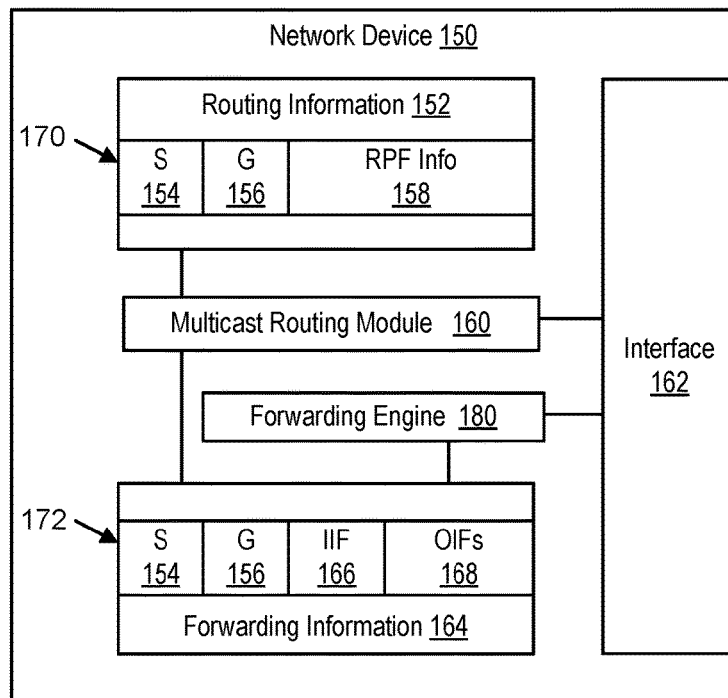 Network Device 150
Routing Information 152
170
S
154
G
156
RPF Info
158
Multicast Routing Module 160
Interface
162
Forwarding Engine 180
172
S
154
G
156
IIF
166
OIFs
168
Forwarding Information 164